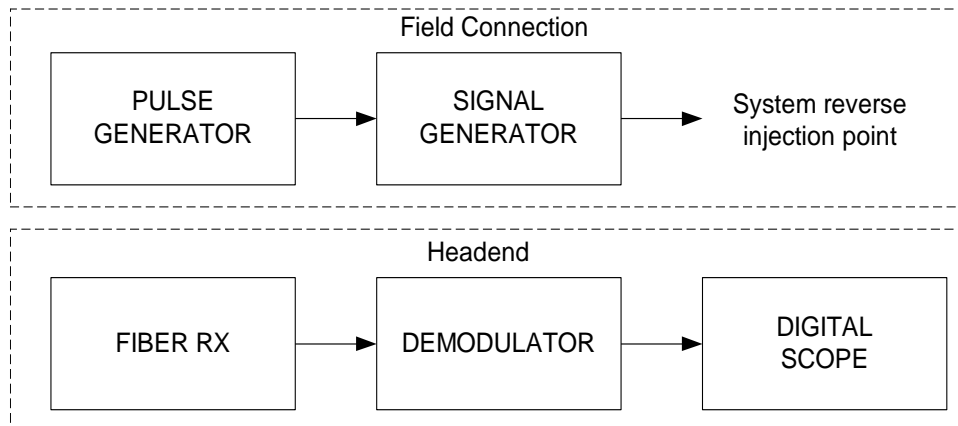 Field Connection
PULSE
GENERATOR
SIGNAL
GENERATOR
System reverse
injection point
Headend
FIBER RX
DEMODULATOR
DIGITAL
SCOPE